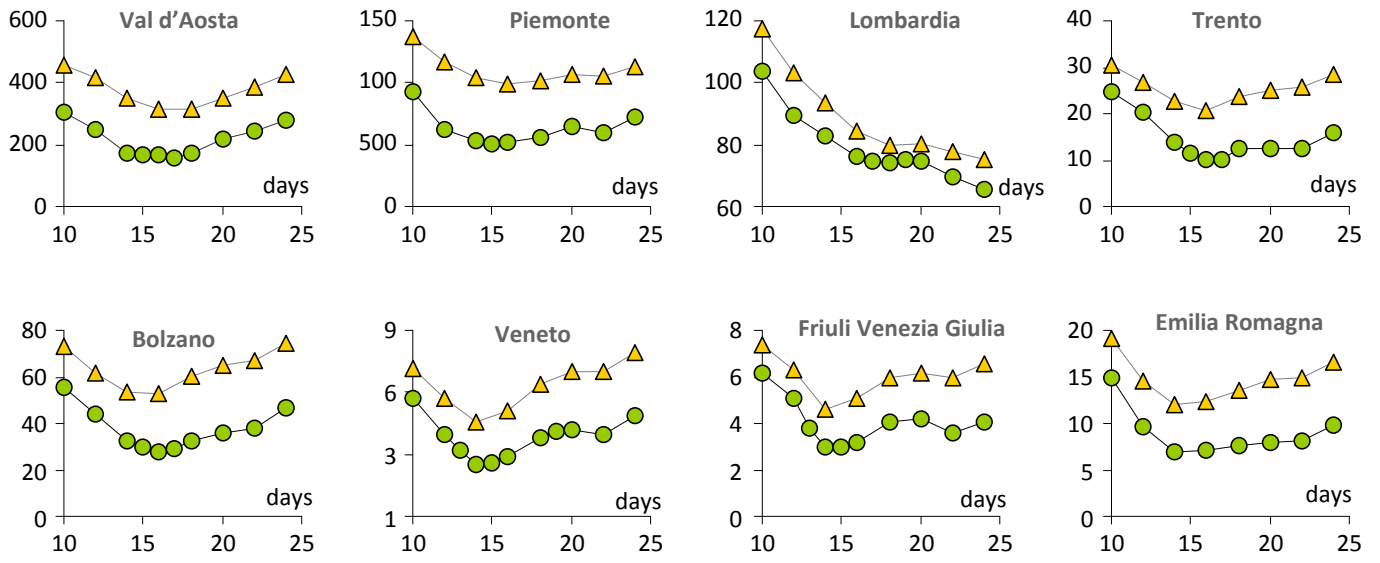 Val d'Aosta
600
400
200
0
10 15 20 25
days
Piemonte
150
100
500
0
10 15 20 25
days
Lombardia
120
100
80
60
10 15 20 25
days
Trento
40
30
20
10
0
10 15 20 25
days
Bolzano
80
60
40
20
0
10 15 20 25
days
Veneto
9
6
3
1
10 15 20 25
days
Friuli Venezia Giulia
8
6
4
2
0
10 15 20 25
days
Emilia Romagna
20
15
10
5
0
10 15 20 25
days